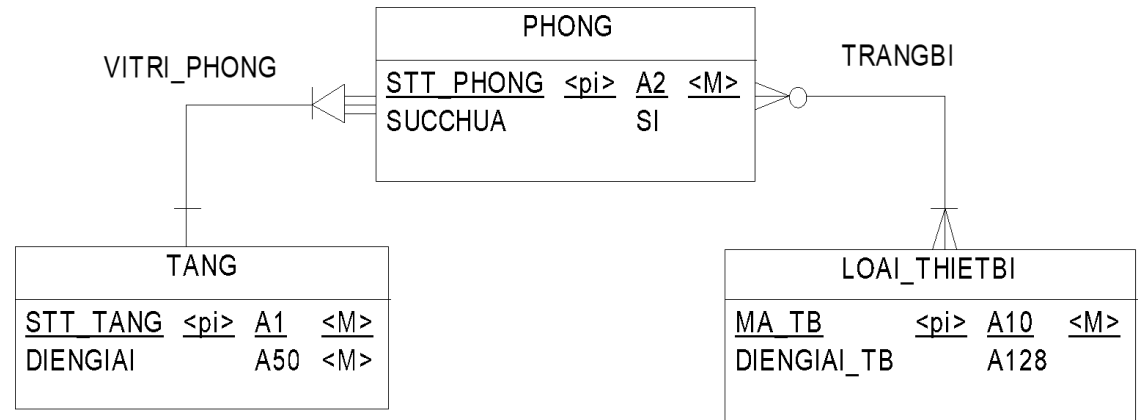 PHONG
VITRI_PHONG
TRANGBI
STT_PHONG <pi> A2 <M>
SUCCHUA SI
TANG
STT_TANG <pi> A1 <M>
DIENGIAI A50 <M>
LOAI_THIETBI
MA_TB <pi> A10 <M>
DIENGIAI_TB A128